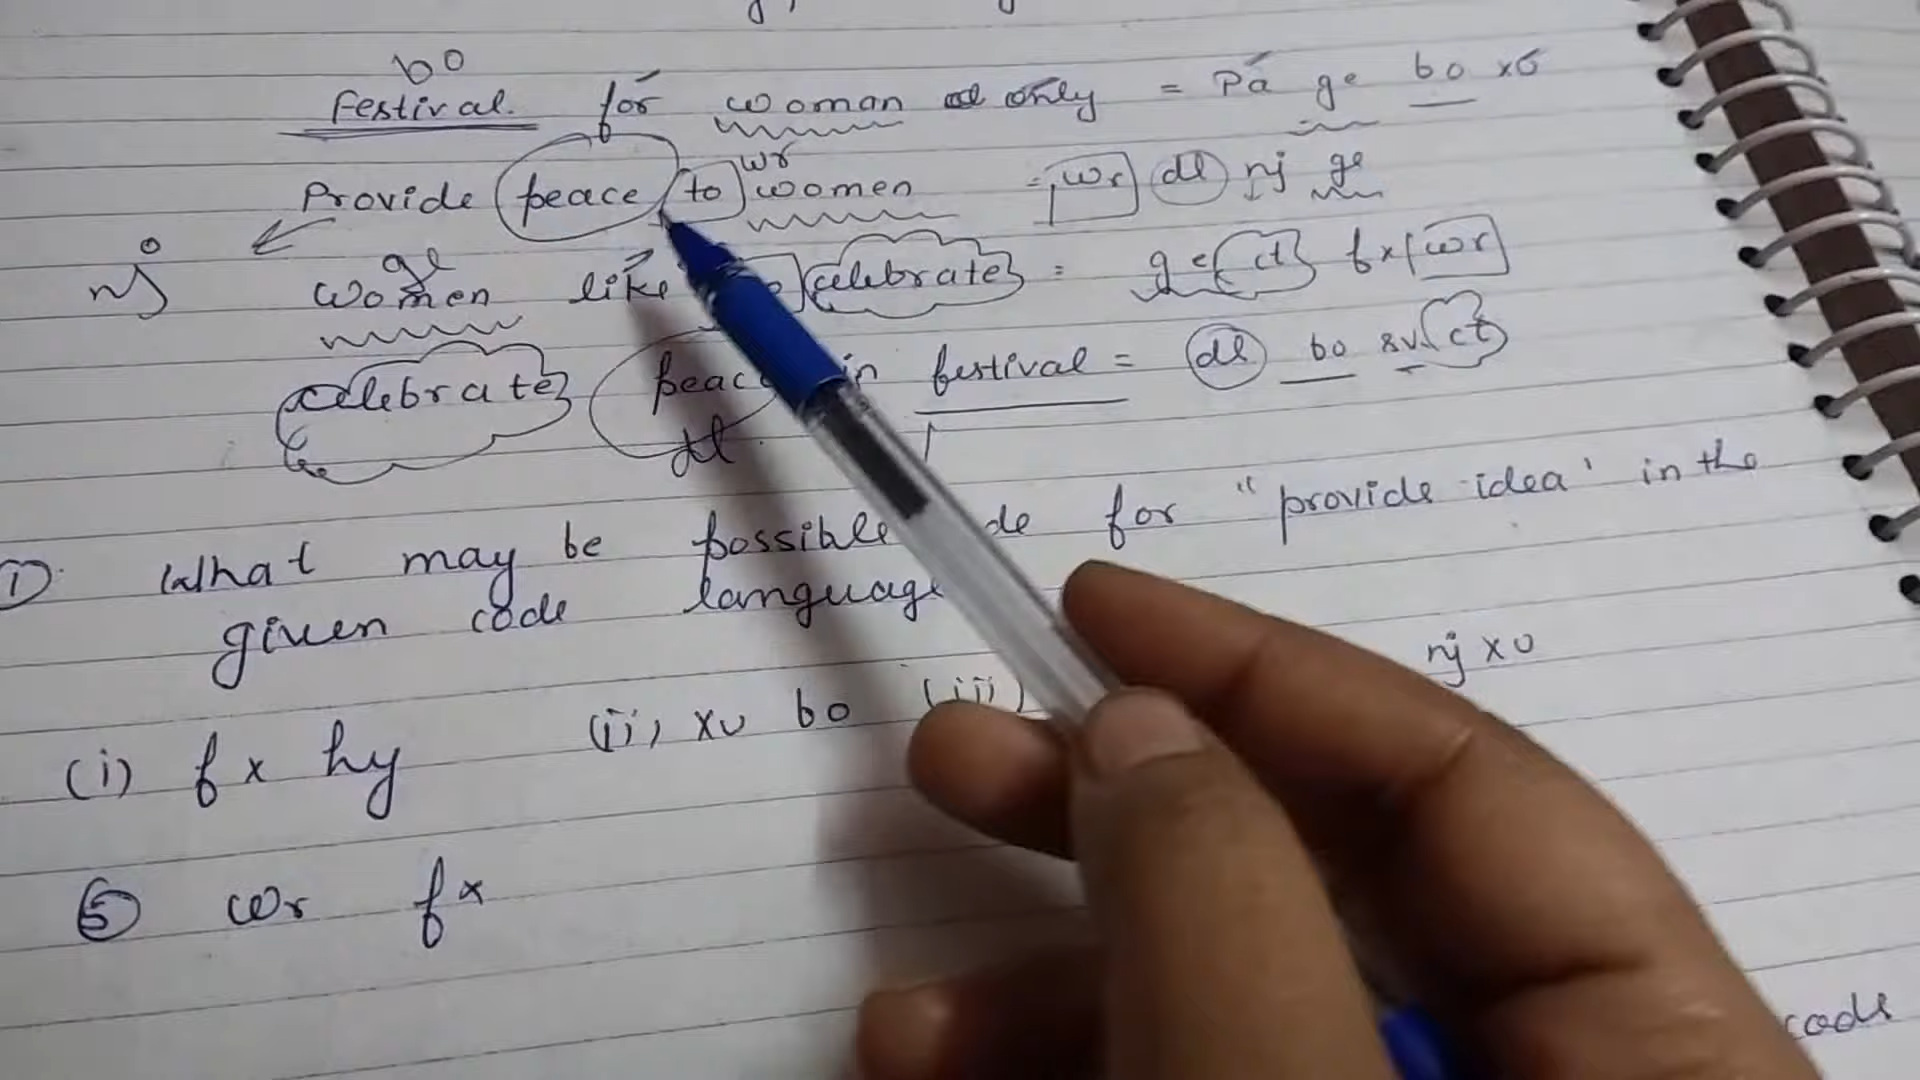 bo
Festival. for woman only = Pa ge bo xo
wr
Provide peace to women = wr dl nj ge
nj
ge
women like celebrate = ge ct fx wr
celebrate peace in festival = dl bo sv ct
dl
1) What may be possible for "provide idea' in the
given code language
nj xu
(i) fx hy (ii) xu bo (iii)
5 wr fx
code